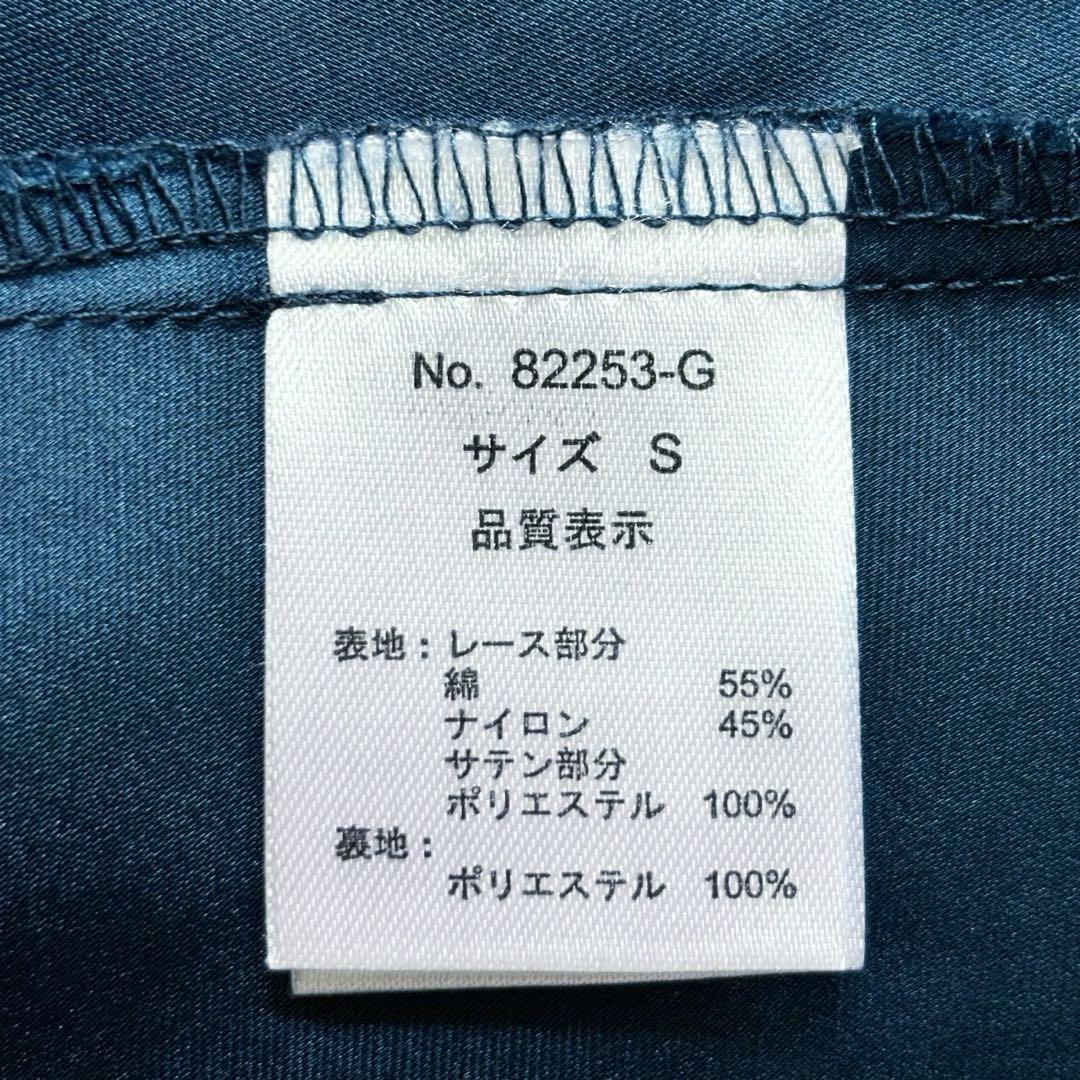 No. 82253-G
サイズ S
品質表示
表地：レース部分
綿 55%
ナイロン 45%
サテン部分
ポリエステル 100%
裏地：
ポリエステル 100%